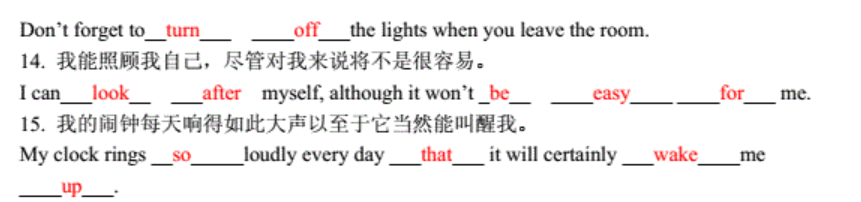 Don't forget to__turn___ ____off___the lights when you leave the room.
14. 我能照顾我自己，尽管对我来说将不是很容易。
I can___look__ ___after myself, although it won't _be__ ____easy____ ____for___ me.
15. 我的闹钟每天响得如此大声以至于它当然能叫醒我。
My clock rings __so_____loudly every day ___that___ it will certainly ___wake____me
____up___.